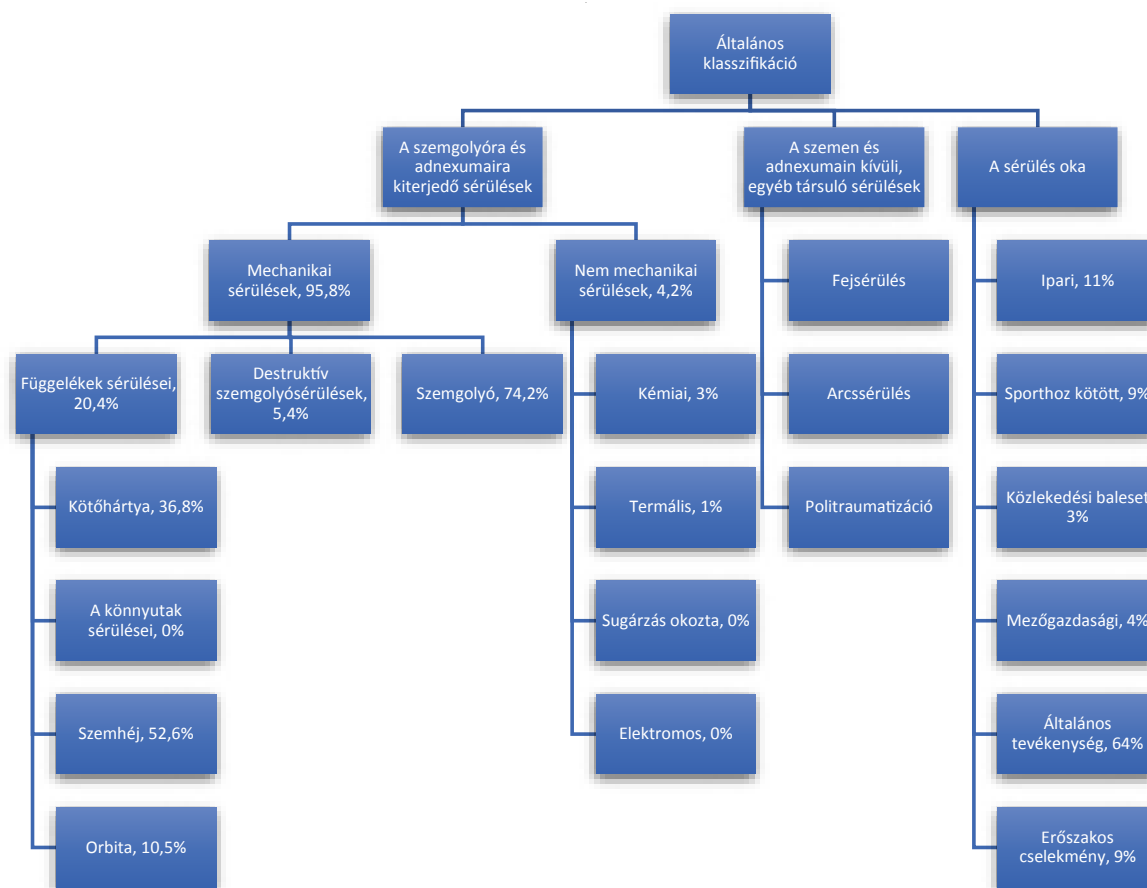 Általános
klasszifikáció
A szemgolyóra és
adnexumaira
kiterjedő sérülések
A szemen és
adnexumain kívüli,
egyéb társuló sérülések
A sérülés oka
Mechanikai
sérülések, 95,8%
Nem mechanikai
sérülések, 4,2%
Fejsérülés
Ipari, 11%
Függelékek sérülései,
20,4%
Destruktív
szemgolyósérülések,
5,4%
Szemgolyó, 74,2%
Kémiai, 3%
Arcssérülés
Sporthoz kötött, 9%
Kötőhártya, 36,8%
Termális, 1%
Politraumatizáció
Közlekedési baleset,
3%
A könnyutak
sérülései, 0%
Sugárzás okozta, 0%
Mezőgazdasági, 4%
Szemhéj, 52,6%
Elektromos, 0%
Általános
tevékenység, 64%
Orbita, 10,5%
Erőszakos
cselekmény, 9%